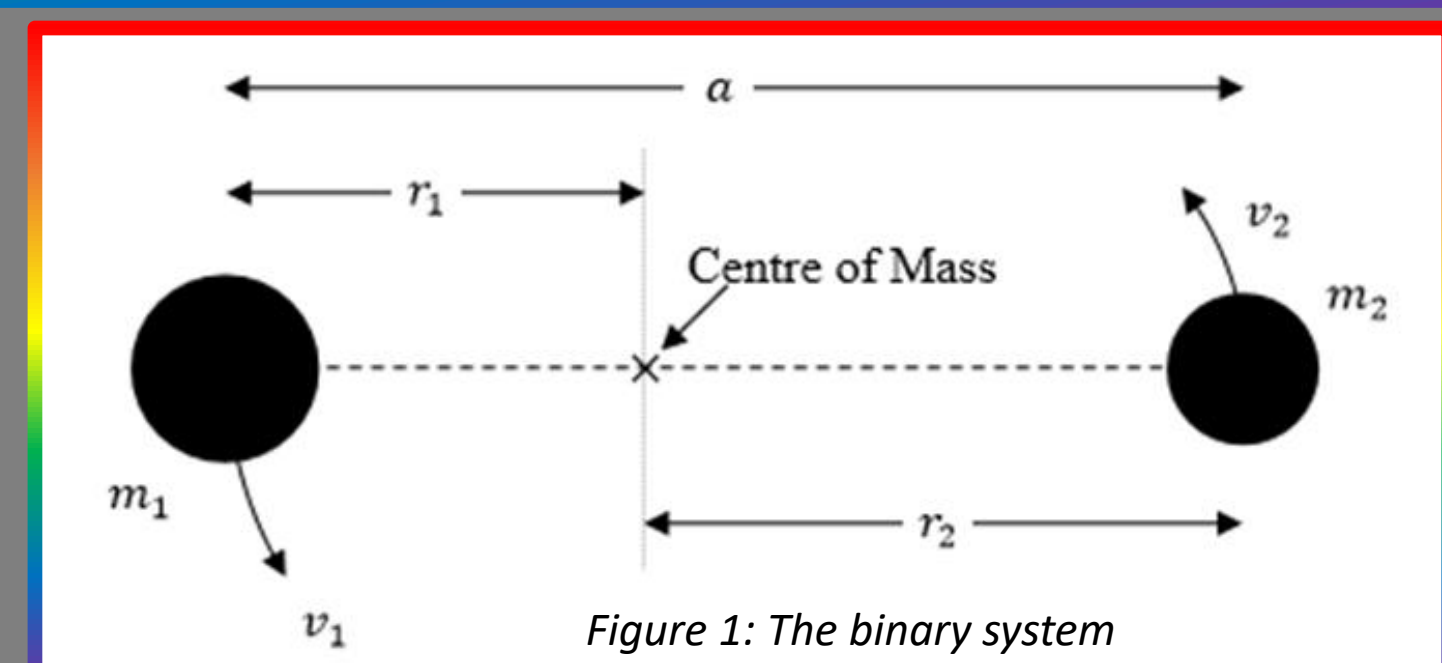 a
r₁
v₂
Centre of Mass
m₂
m₁
r₂
v₁
Figure 1: The binary system